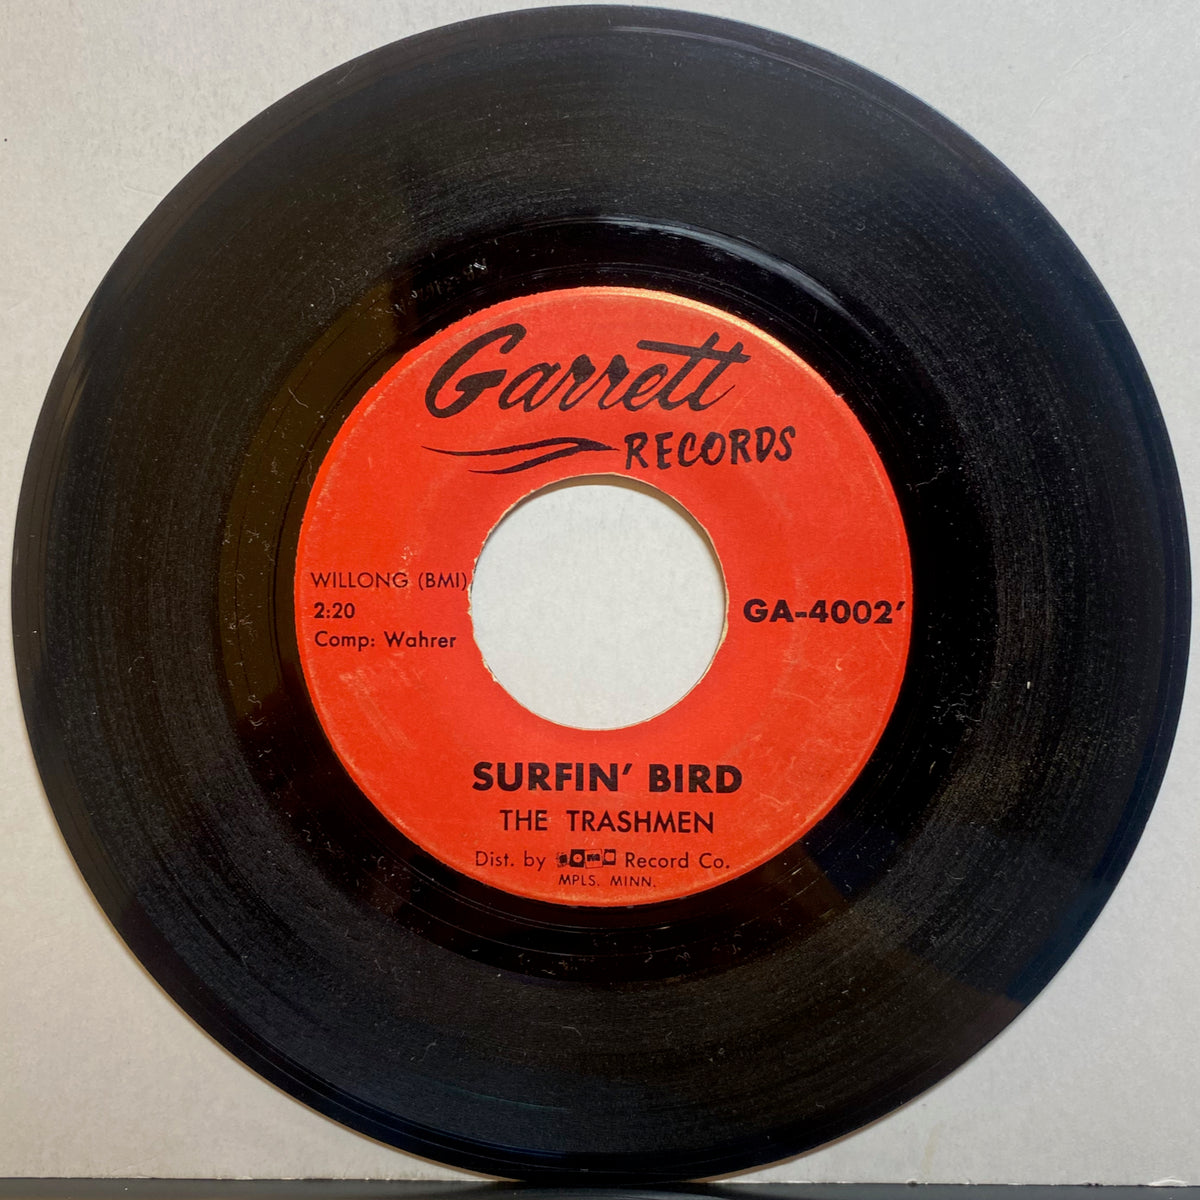 Garrett
RECORDS
WILLONG (BMI)
2:20
Comp: Wahrer
GA-4002'
SURFIN' BIRD
THE TRASHMEN
Dist. by soma Record Co.
MPLS. MINN.